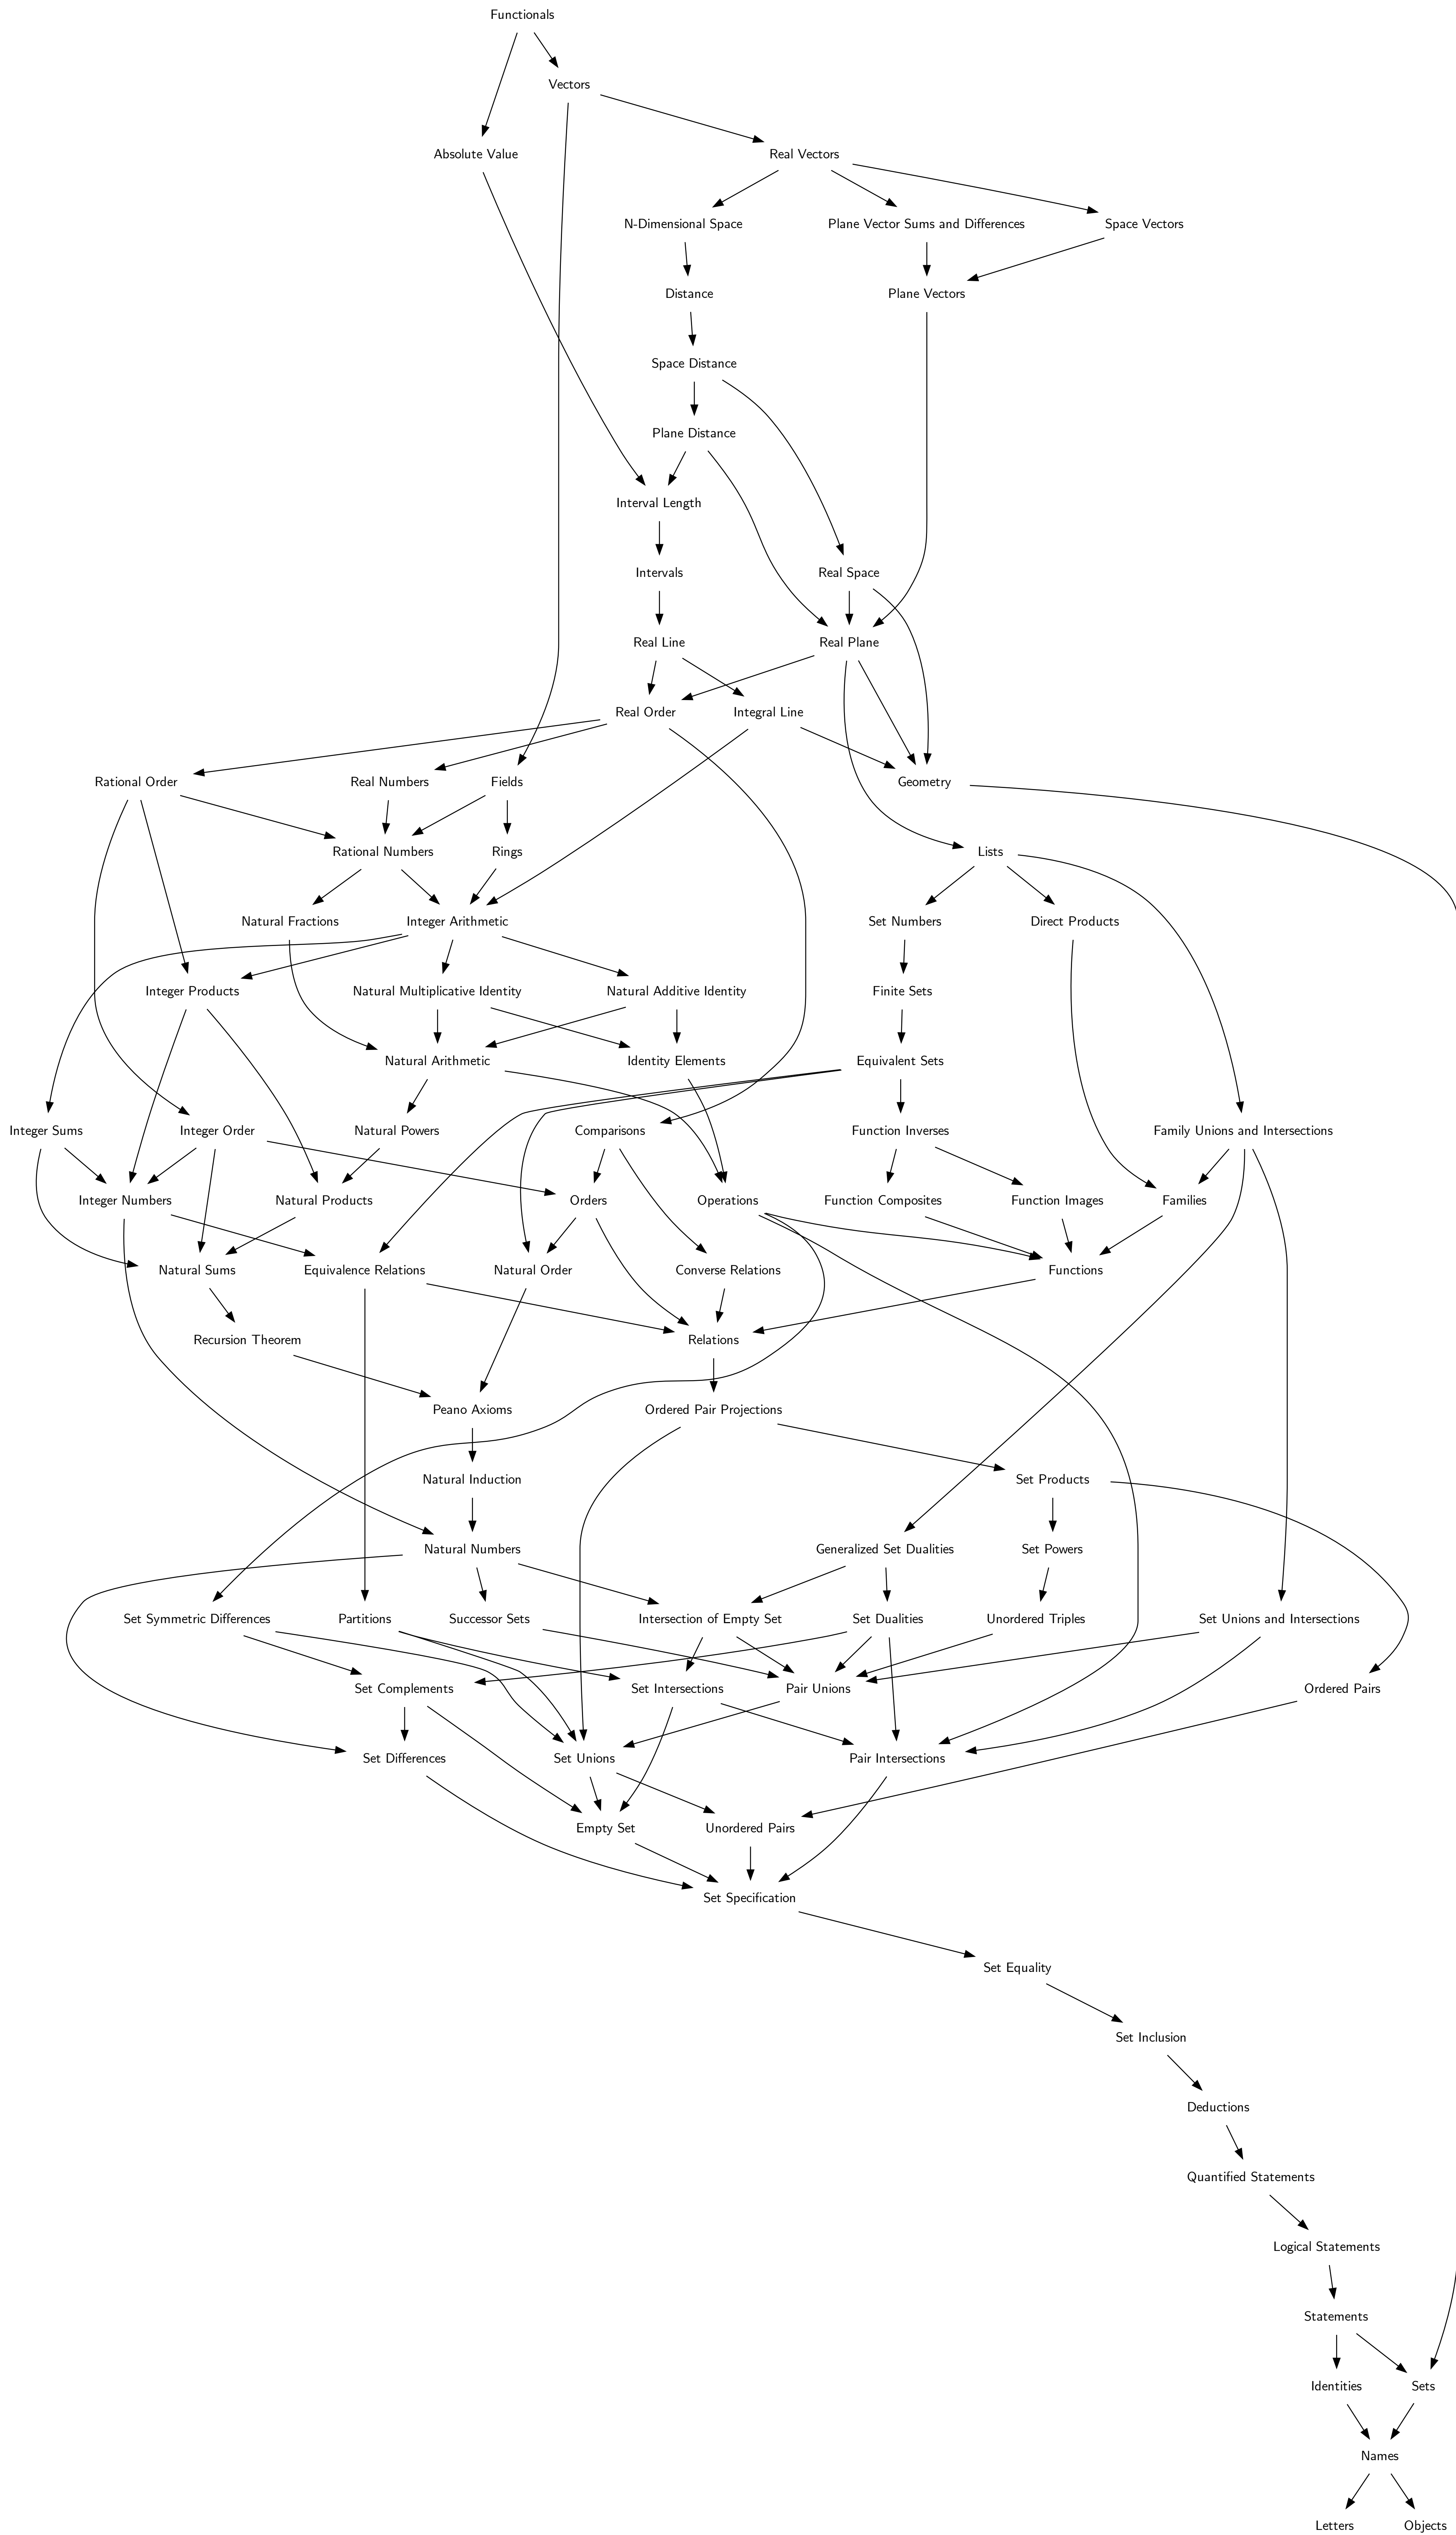 Functionals
Vectors
Absolute Value
Real Vectors
N-Dimensional Space
Plane Vector Sums and Differences
Space Vectors
Distance
Plane Vectors
Space Distance
Plane Distance
Interval Length
Intervals
Real Space
Real Line
Real Plane
Real Order
Integral Line
Rational Order
Real Numbers
Fields
Geometry
Rational Numbers
Rings
Lists
Natural Fractions
Integer Arithmetic
Set Numbers
Direct Products
Integer Products
Natural Multiplicative Identity
Natural Additive Identity
Finite Sets
Natural Arithmetic
Identity Elements
Equivalent Sets
Integer Sums
Integer Order
Natural Powers
Comparisons
Function Inverses
Family Unions and Intersections
Integer Numbers
Natural Products
Orders
Operations
Function Composites
Function Images
Families
Natural Sums
Equivalence Relations
Natural Order
Converse Relations
Functions
Recursion Theorem
Relations
Peano Axioms
Ordered Pair Projections
Natural Induction
Set Products
Natural Numbers
Generalized Set Dualities
Set Powers
Set Symmetric Differences
Partitions
Successor Sets
Intersection of Empty Set
Set Dualities
Unordered Triples
Set Unions and Intersections
Set Complements
Set Intersections
Pair Unions
Ordered Pairs
Set Differences
Set Unions
Pair Intersections
Empty Set
Unordered Pairs
Set Specification
Set Equality
Set Inclusion
Deductions
Quantified Statements
Logical Statements
Statements
Identities
Sets
Names
Letters
Objects